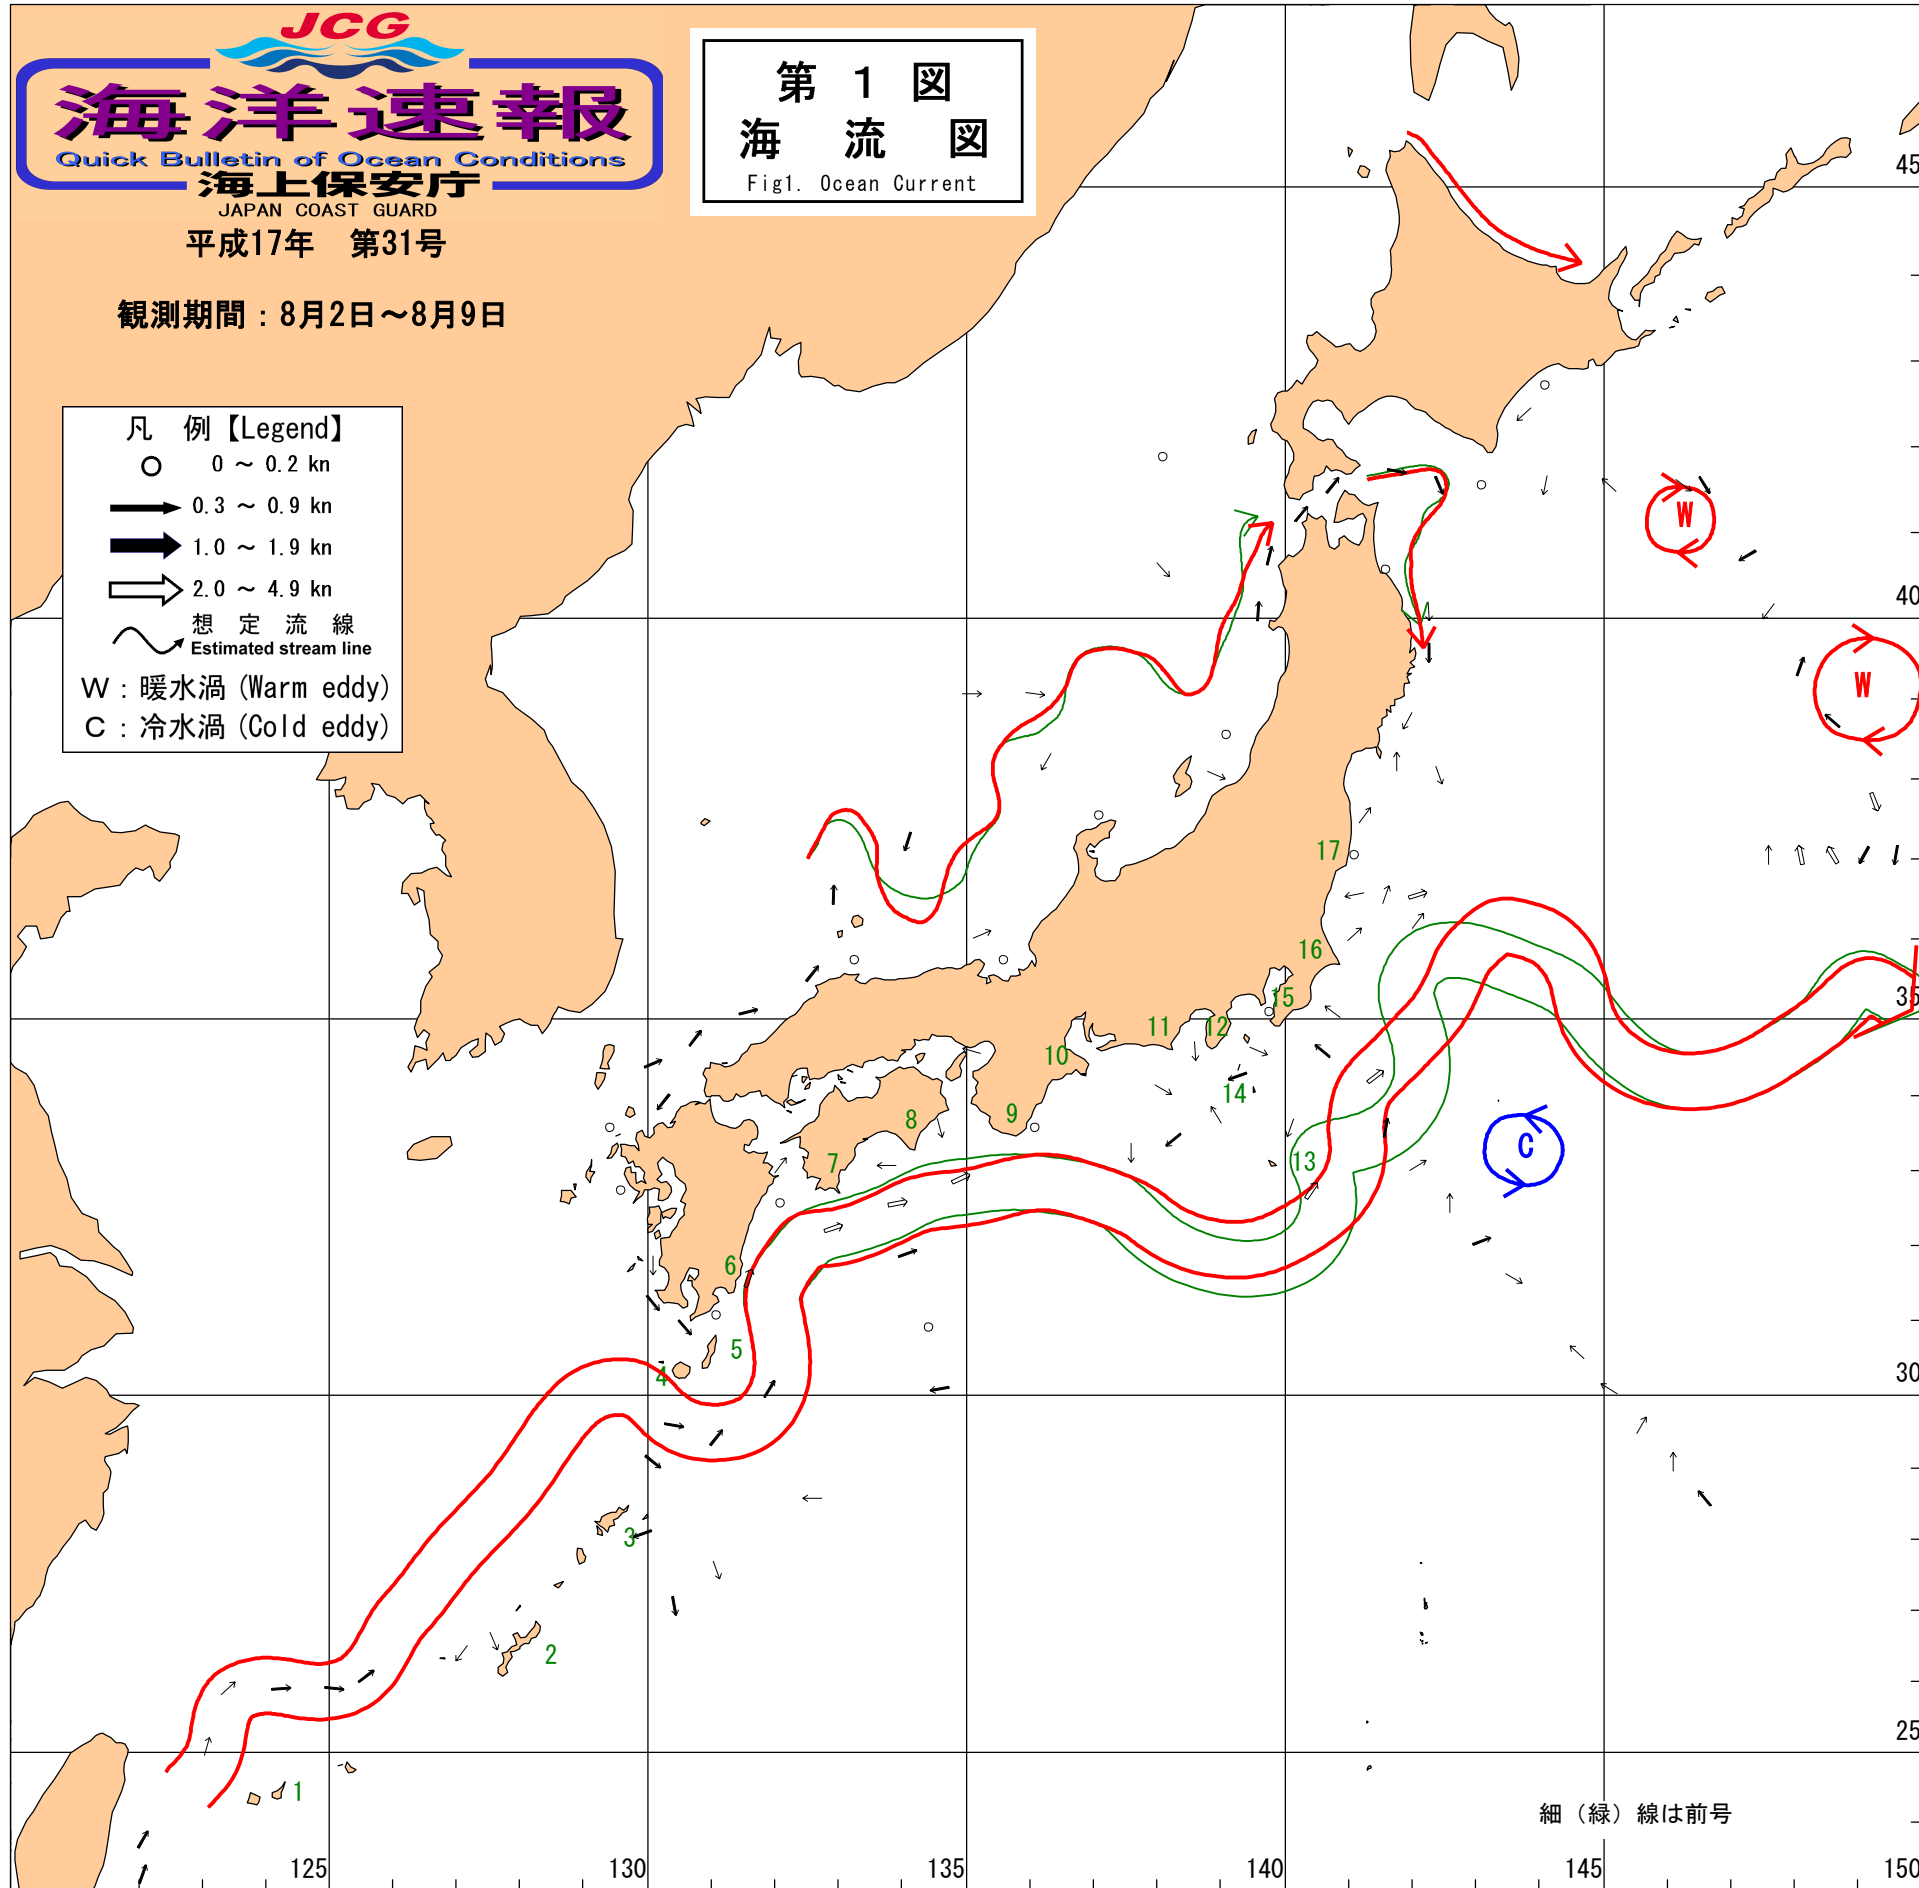 JCG
海洋速報
Quick Bulletin of Ocean Conditions
海上保安庁
JAPAN COAST GUARD
平成17年　第31号
観測期間：8月2日～8月9日
第 1 図
海 流 図
Fig1. Ocean Current
凡 例【Legend】
0 ～ 0.2 kn
0.3 ～ 0.9 kn
1.0 ～ 1.9 kn
2.0 ～ 4.9 kn
想 定 流 線
Estimated stream line
W：暖水渦(Warm eddy)
C：冷水渦(Cold eddy)
45
W
40
W
17
16
35
15
11
12
10
14
9
8
C
13
7
6
5
4
30
3
2
25
1
細（緑）線は前号
125
130
135
140
145
150